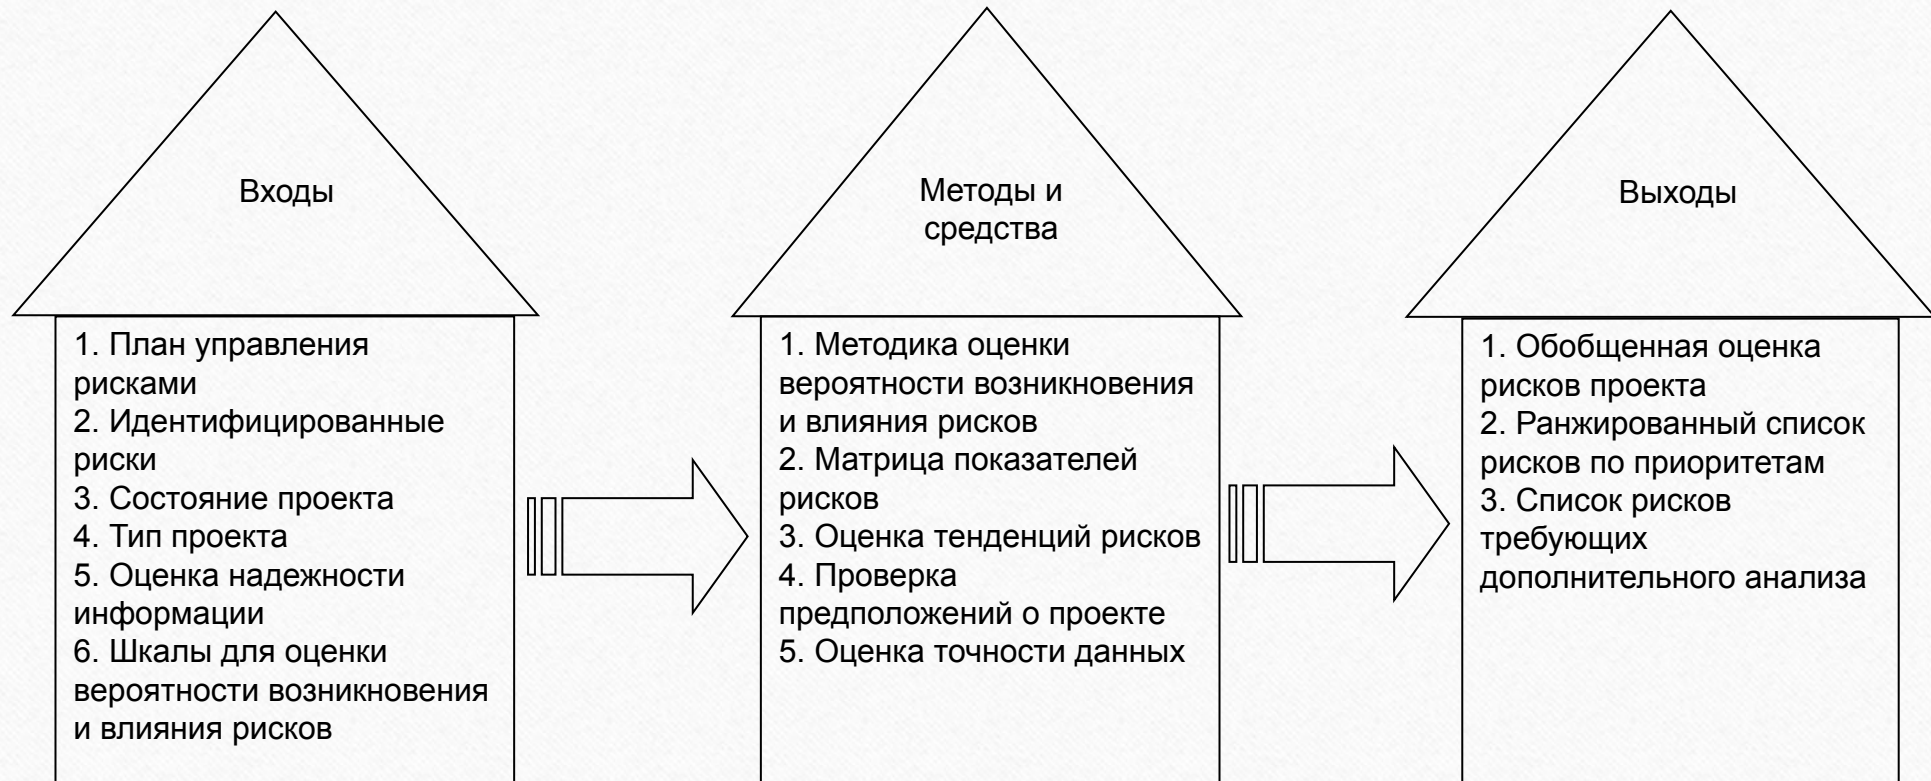 Входы
1. План управления
рисками
2. Идентифицированные
риски
3. Состояние проекта
4. Тип проекта
5. Оценка надежности
информации
6. Шкалы для оценки
вероятности возникновения
и влияния рисков
Методы и
средства
1. Методика оценки
вероятности возникновения
и влияния рисков
2. Матрица показателей
рисков
3. Оценка тенденций рисков
4. Проверка
предположений о проекте
5. Оценка точности данных
Выходы
1. Обобщенная оценка
рисков проекта
2. Ранжированный список
рисков по приоритетам
3. Список рисков
требующих
дополнительного анализа